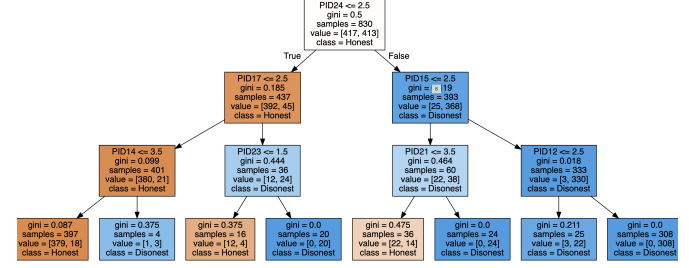 PID24 <= 2.5
gini = 0.5
samples = 830
value = [417, 413]
class = Honest
True
False
PID17 <= 2.5
gini = 0.185
samples = 437
value = [392, 45]
class = Honest
PID15 <= 2.5
gini = 19
samples = 393
value = [25, 368]
class = Disonest
PID14 <= 3.5
gini = 0.099
samples = 401
value = [380, 21]
class = Honest
PID23 <= 1.5
gini = 0.444
samples = 36
value = [12, 24]
class = Disonest
PID21 <= 3.5
gini = 0.464
samples = 60
value = [22, 38]
class = Disonest
PID12 <= 2.5
gini = 0.018
samples = 333
value = [3, 330]
class = Disonest
gini = 0.087
samples = 397
value = [379, 18]
class = Honest
gini = 0.375
samples = 4
value = [1, 3]
class = Disonest
gini = 0.375
samples = 16
value = [12, 4]
class = Honest
gini = 0.0
samples = 20
value = [0, 20]
class = Disonest
gini = 0.475
samples = 36
value = [22, 14]
class = Honest
gini = 0.0
samples = 24
value = [0, 24]
class = Disonest
gini = 0.211
samples = 25
value = [3, 22]
class = Disonest
gini = 0.0
samples = 308
value = [0, 308]
class = Disonest